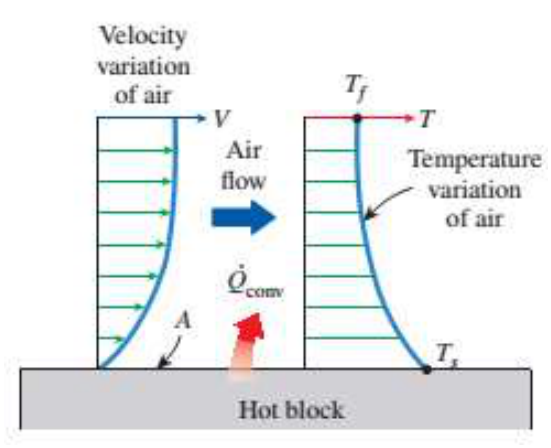 Velocity
variation
of air
V
T_f
T
Air
flow
Temperature
variation
of air
Q̇_conv
A
T_s
Hot block